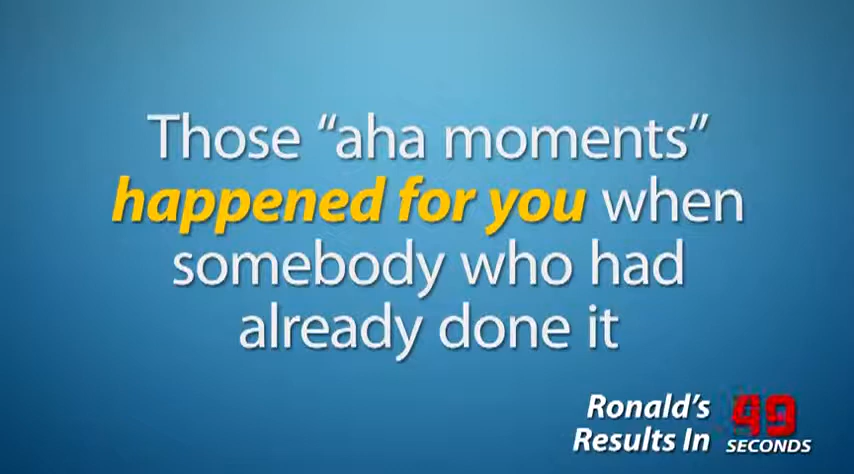 Those “aha moments”
happened for you when
somebody who had
already done it
Ronald’s
Results In 49
SECONDS